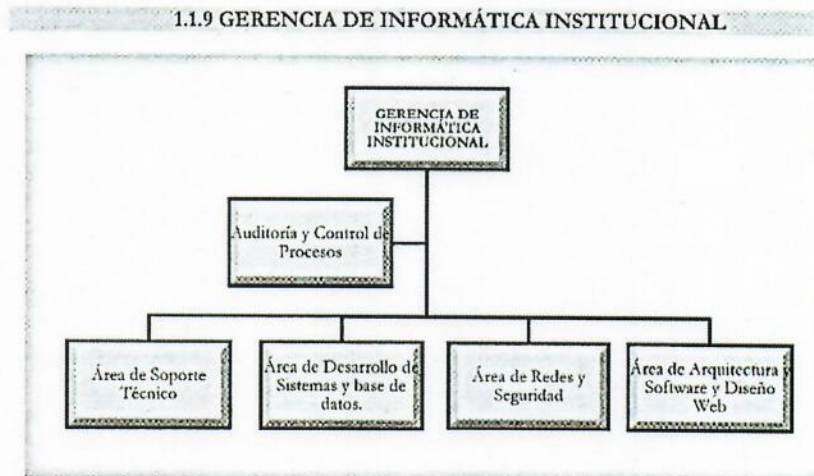 1.1.9 GERENCIA DE INFORMÁTICA INSTITUCIONAL
GERENCIA DE
INFORMÁTICA
INSTITUCIONAL
Auditoría y Control de
Procesos
Área de Soporte
Técnico
Área de Desarrollo de
Sistemas y base de
datos.
Área de Redes y
Seguridad
Área de Arquitectura y
Software y Diseño
Web